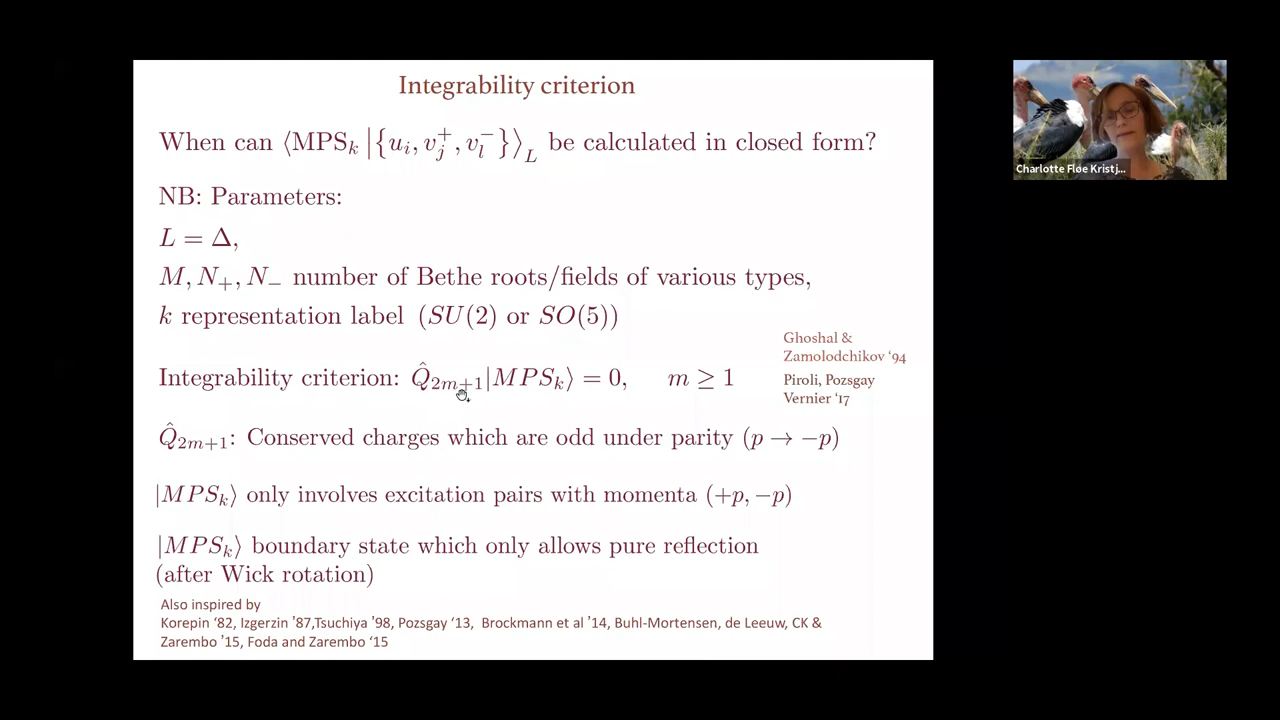 Integrability criterion
When can ⟨MPS_k |{u_i, v_j^+, v_l^-}⟩_L be calculated in closed form?
NB: Parameters:
L = Δ,
M, N_+, N_- number of Bethe roots/fields of various types,
k representation label (SU(2) or SO(5))
Ghoshal &
Zamolodchikov '94
Integrability criterion: Q̂_{2m+1}|MPS_k⟩ = 0, m ≥ 1
Piroli, Pozsgay
Vernier '17
Q̂_{2m+1}: Conserved charges which are odd under parity (p → −p)
|MPS_k⟩ only involves excitation pairs with momenta (+p, −p)
|MPS_k⟩ boundary state which only allows pure reflection
(after Wick rotation)
Also inspired by
Korepin '82, Izgerzin '87,Tsuchiya '98, Pozsgay '13, Brockmann et al '14, Buhl-Mortensen, de Leeuw, CK &
Zarembo '15, Foda and Zarembo '15
Charlotte Fløe Kristj...